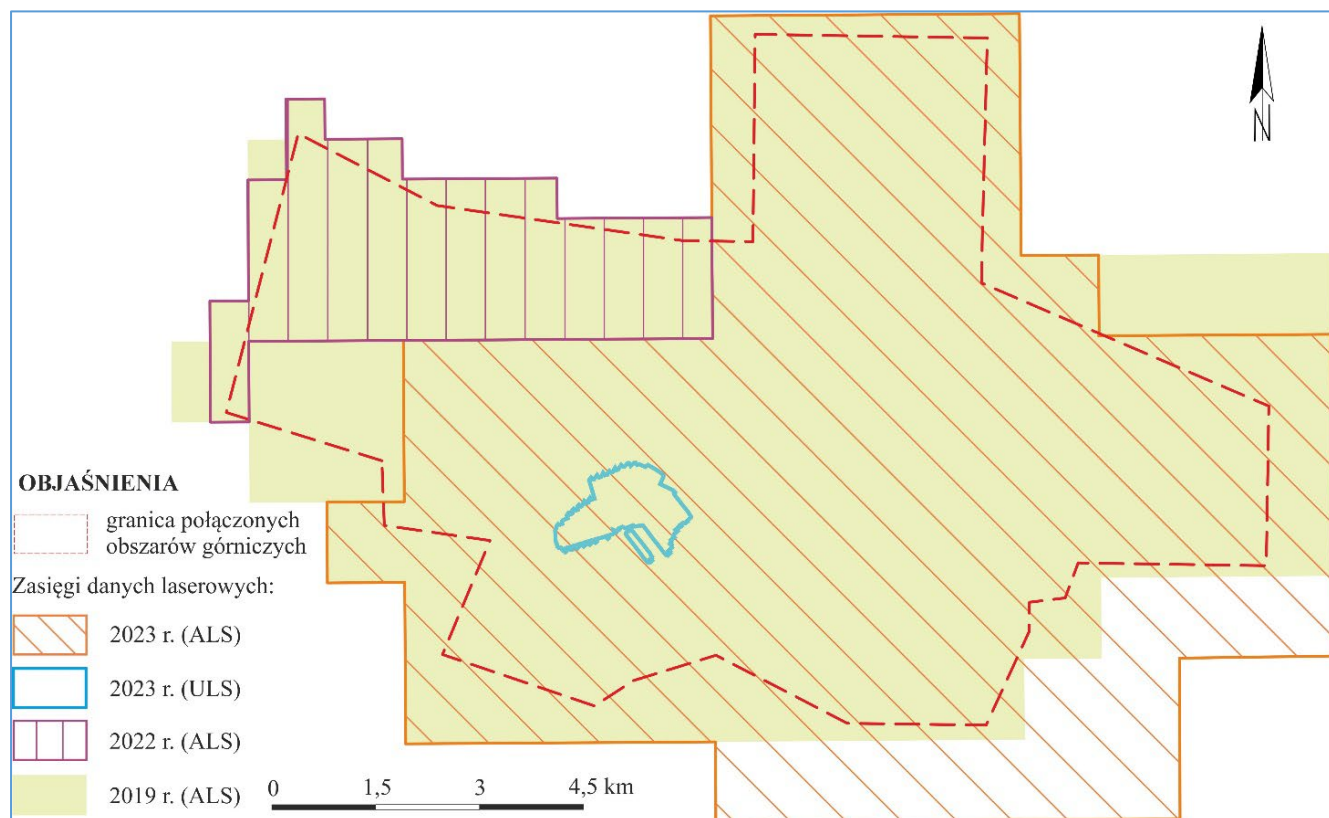 N
OBJAŚNIENIA
granica połączonych
obszarów górniczych
Zasięgi danych laserowych:
2023 r. (ALS)
2023 r. (ULS)
2022 r. (ALS)
2019 r. (ALS)
0 1,5 3 4,5 km